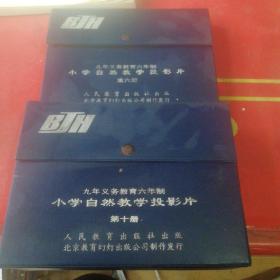 BJH
九年义务教育六年制
小学自然教学投影片
第六册
人民教育出版社出版
北京教育幻灯出版公司制作发行
BJH
九年义务教育六年制
小学自然教学投影片
第十册
人民教育出版社出版
北京教育幻灯出版公司制作发行